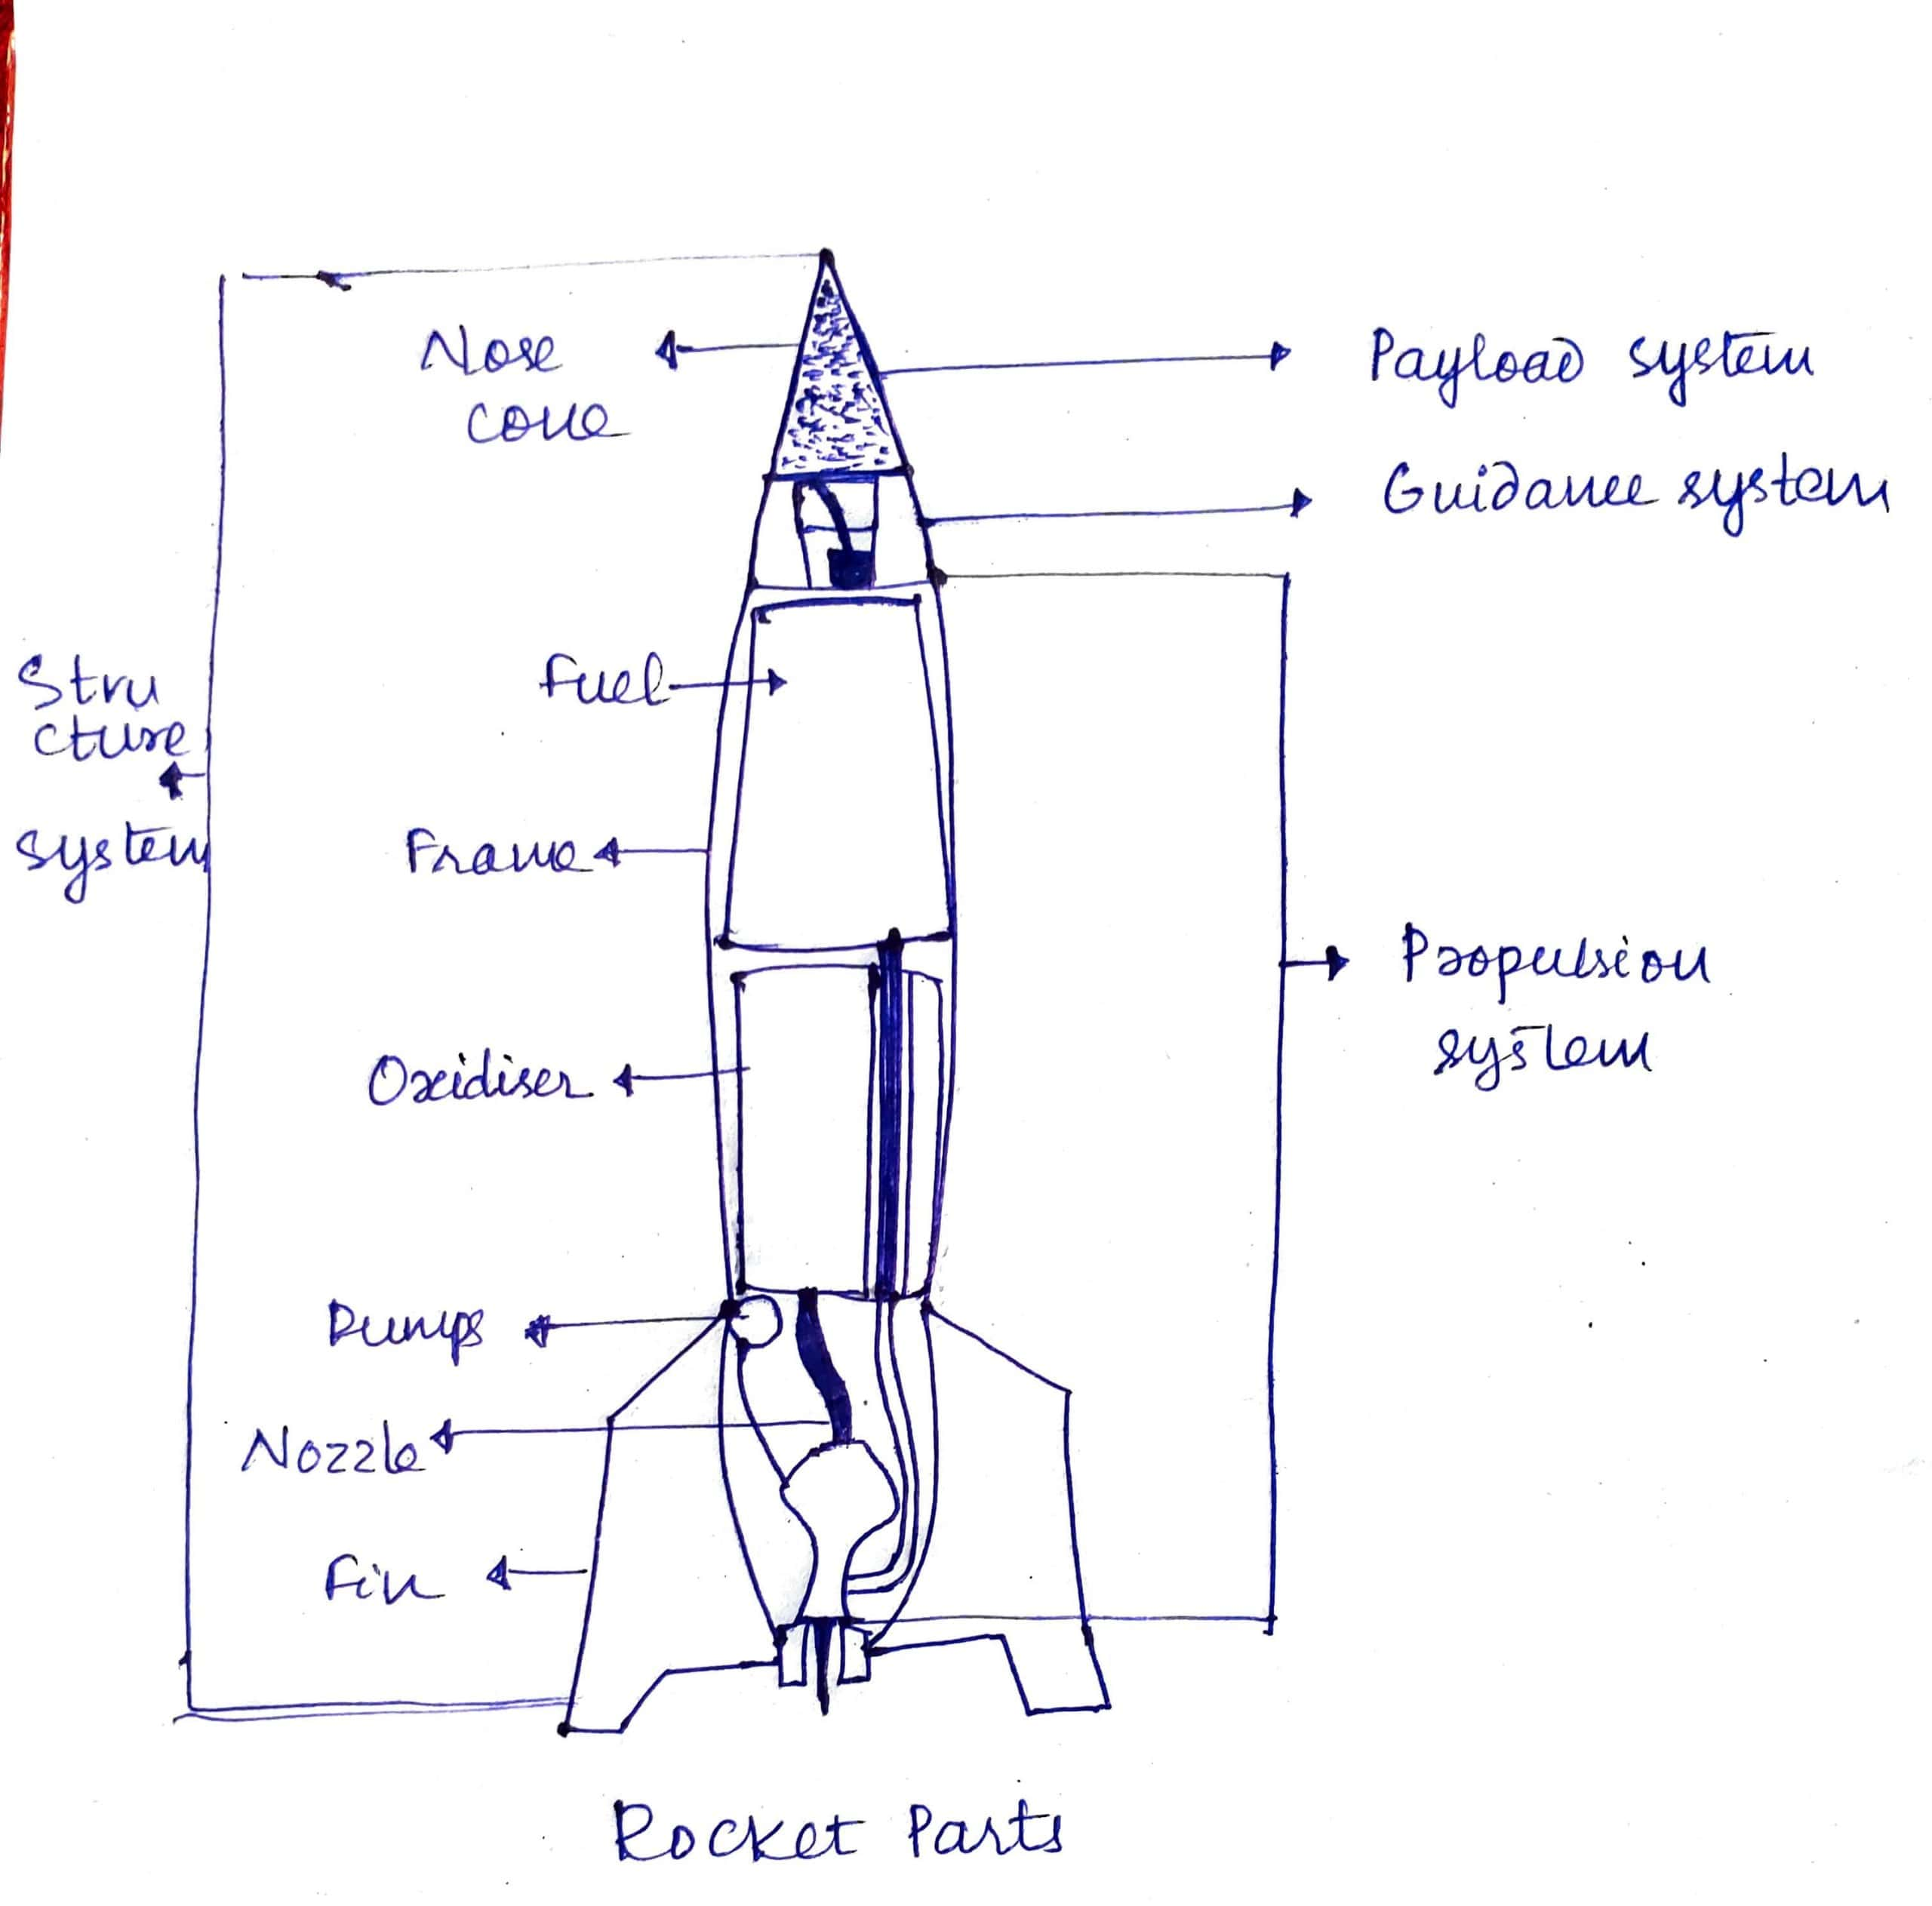 Nose
cone
Payload system
Guidance system
Stru
cture
system
Fuel
Frame
Propulsion
system
Oxidiser
Pumps
Nozzle
Fin
Rocket Parts